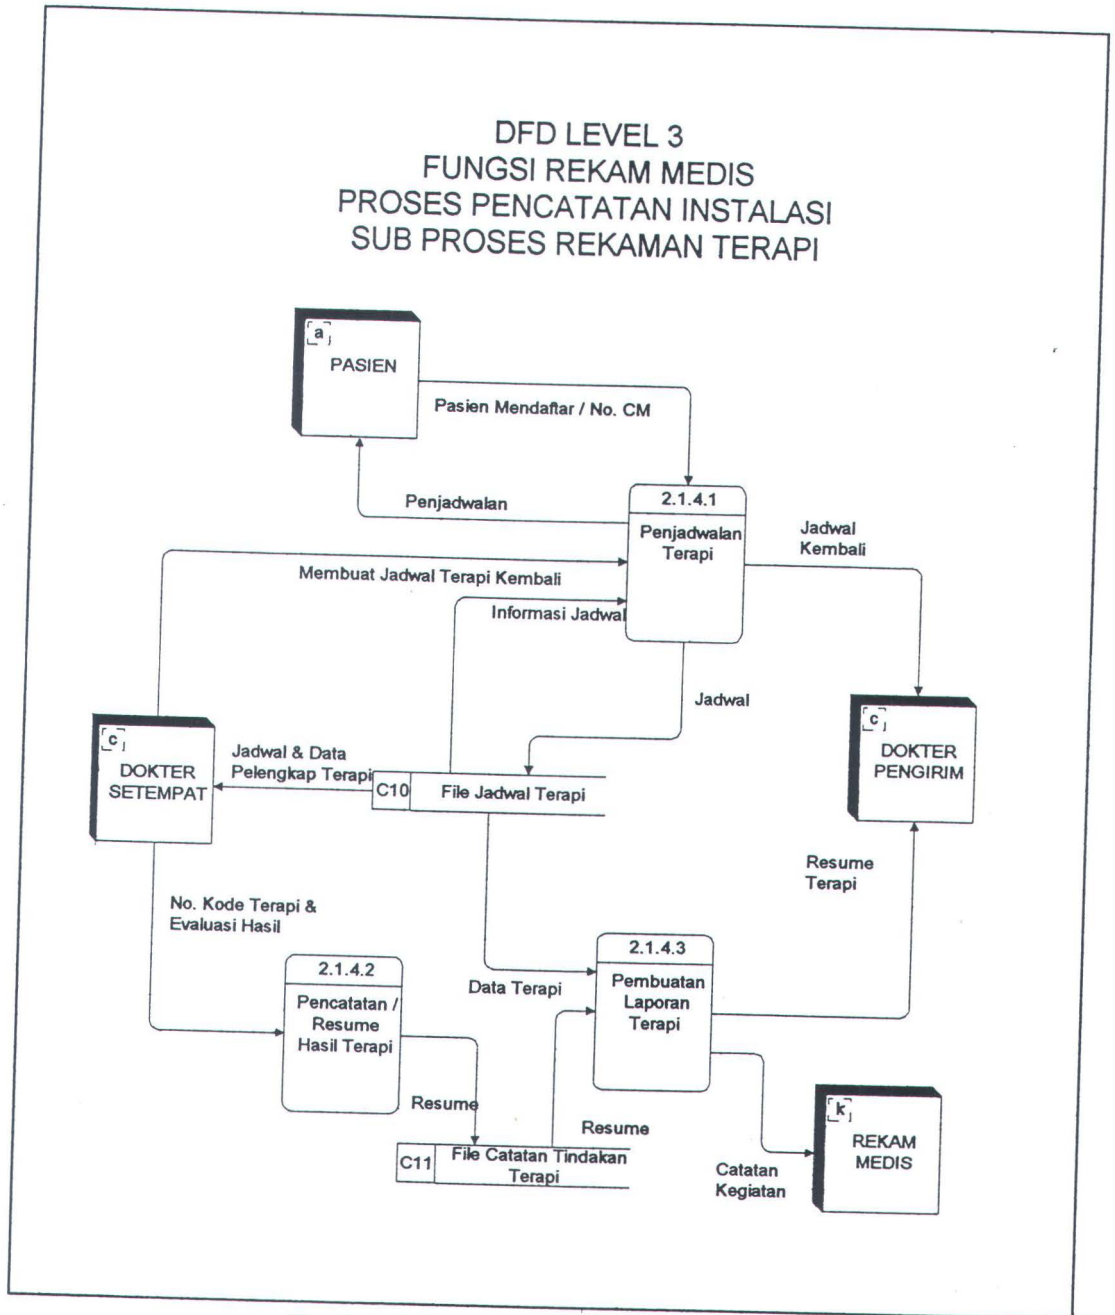 DFD LEVEL 3
FUNGSI REKAM MEDIS
PROSES PENCATATAN INSTALASI
SUB PROSES REKAMAN TERAPI
a
PASIEN
Pasien Mendaftar / No. CM
Penjadwalan
2.1.4.1
Penjadwalan
Terapi
Jadwal
Kembali
Membuat Jadwal Terapi Kembali
Informasi Jadwal
Jadwal
c
DOKTER
SETEMPAT
Jadwal & Data
Pelengkap Terapi
C10
File Jadwal Terapi
c
DOKTER
PENGIRIM
Resume
Terapi
No. Kode Terapi &
Evaluasi Hasil
2.1.4.2
Pencatatan /
Resume
Hasil Terapi
Data Terapi
2.1.4.3
Pembuatan
Laporan
Terapi
Resume
Resume
C11
File Catatan Tindakan
Terapi
Catatan
Kegiatan
k
REKAM
MEDIS